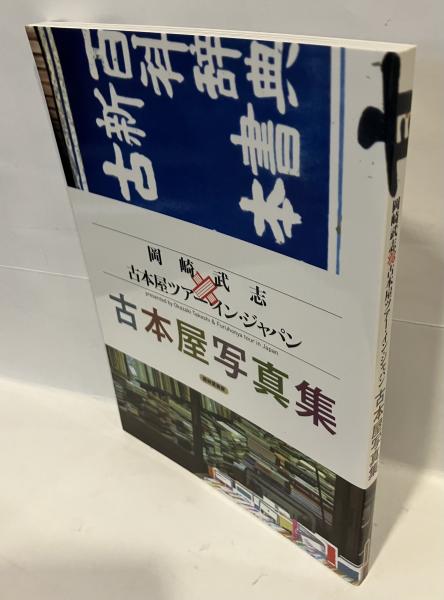 古新百科辞典
本書
岡崎武志
古本屋ツアー・イン・ジャパン
presented by Okazaki Takeshi & Furuhonya tour in Japan
古本屋写真集
岡崎武志×古本屋ツアー・イン・ジャパン 古本屋写真集